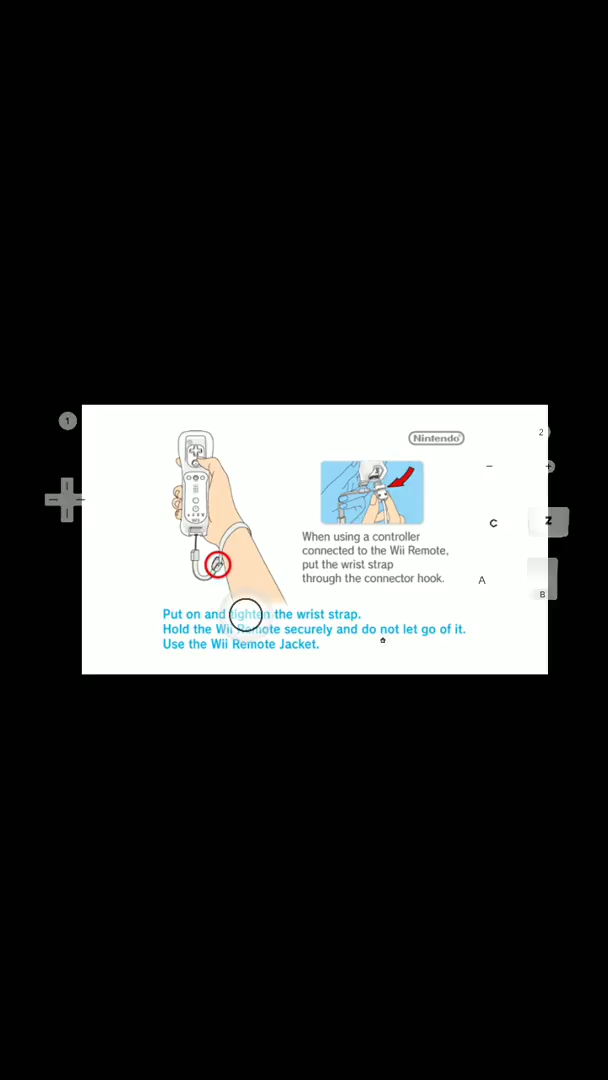 1
Nintendo
2
-
+
When using a controller
connected to the Wii Remote,
put the wrist strap
through the connector hook.
C
Z
A
B
Put on and tighten the wrist strap.
Hold the Wii Remote securely and do not let go of it.
Use the Wii Remote Jacket.